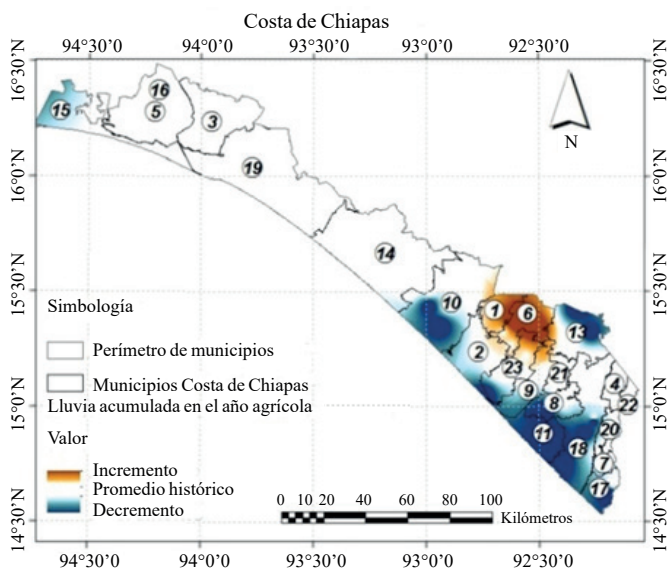 Costa de Chiapas
94°30'0 94°0'0 93°30'0 93°0'0 92°30'0
16°30'N
16°0'N
15°30'N
15°0'N
14°30'N
16°30'N
16°0'N
15°30'N
15°0'N
14°30'N
N
15
16
5
3
19
14
10
1
6
13
2
23
21
4
9
8
22
11
18
20
7
17
Simbología
Perímetro de municipios
Municipios Costa de Chiapas
Lluvia acumulada en el año agrícola
Valor
Incremento
Promedio histórico
Decremento
0 10 20 40 60 80 100
Kilómetros
94°30'0 94°0'0 93°30'0 93°0'0 92°30'0